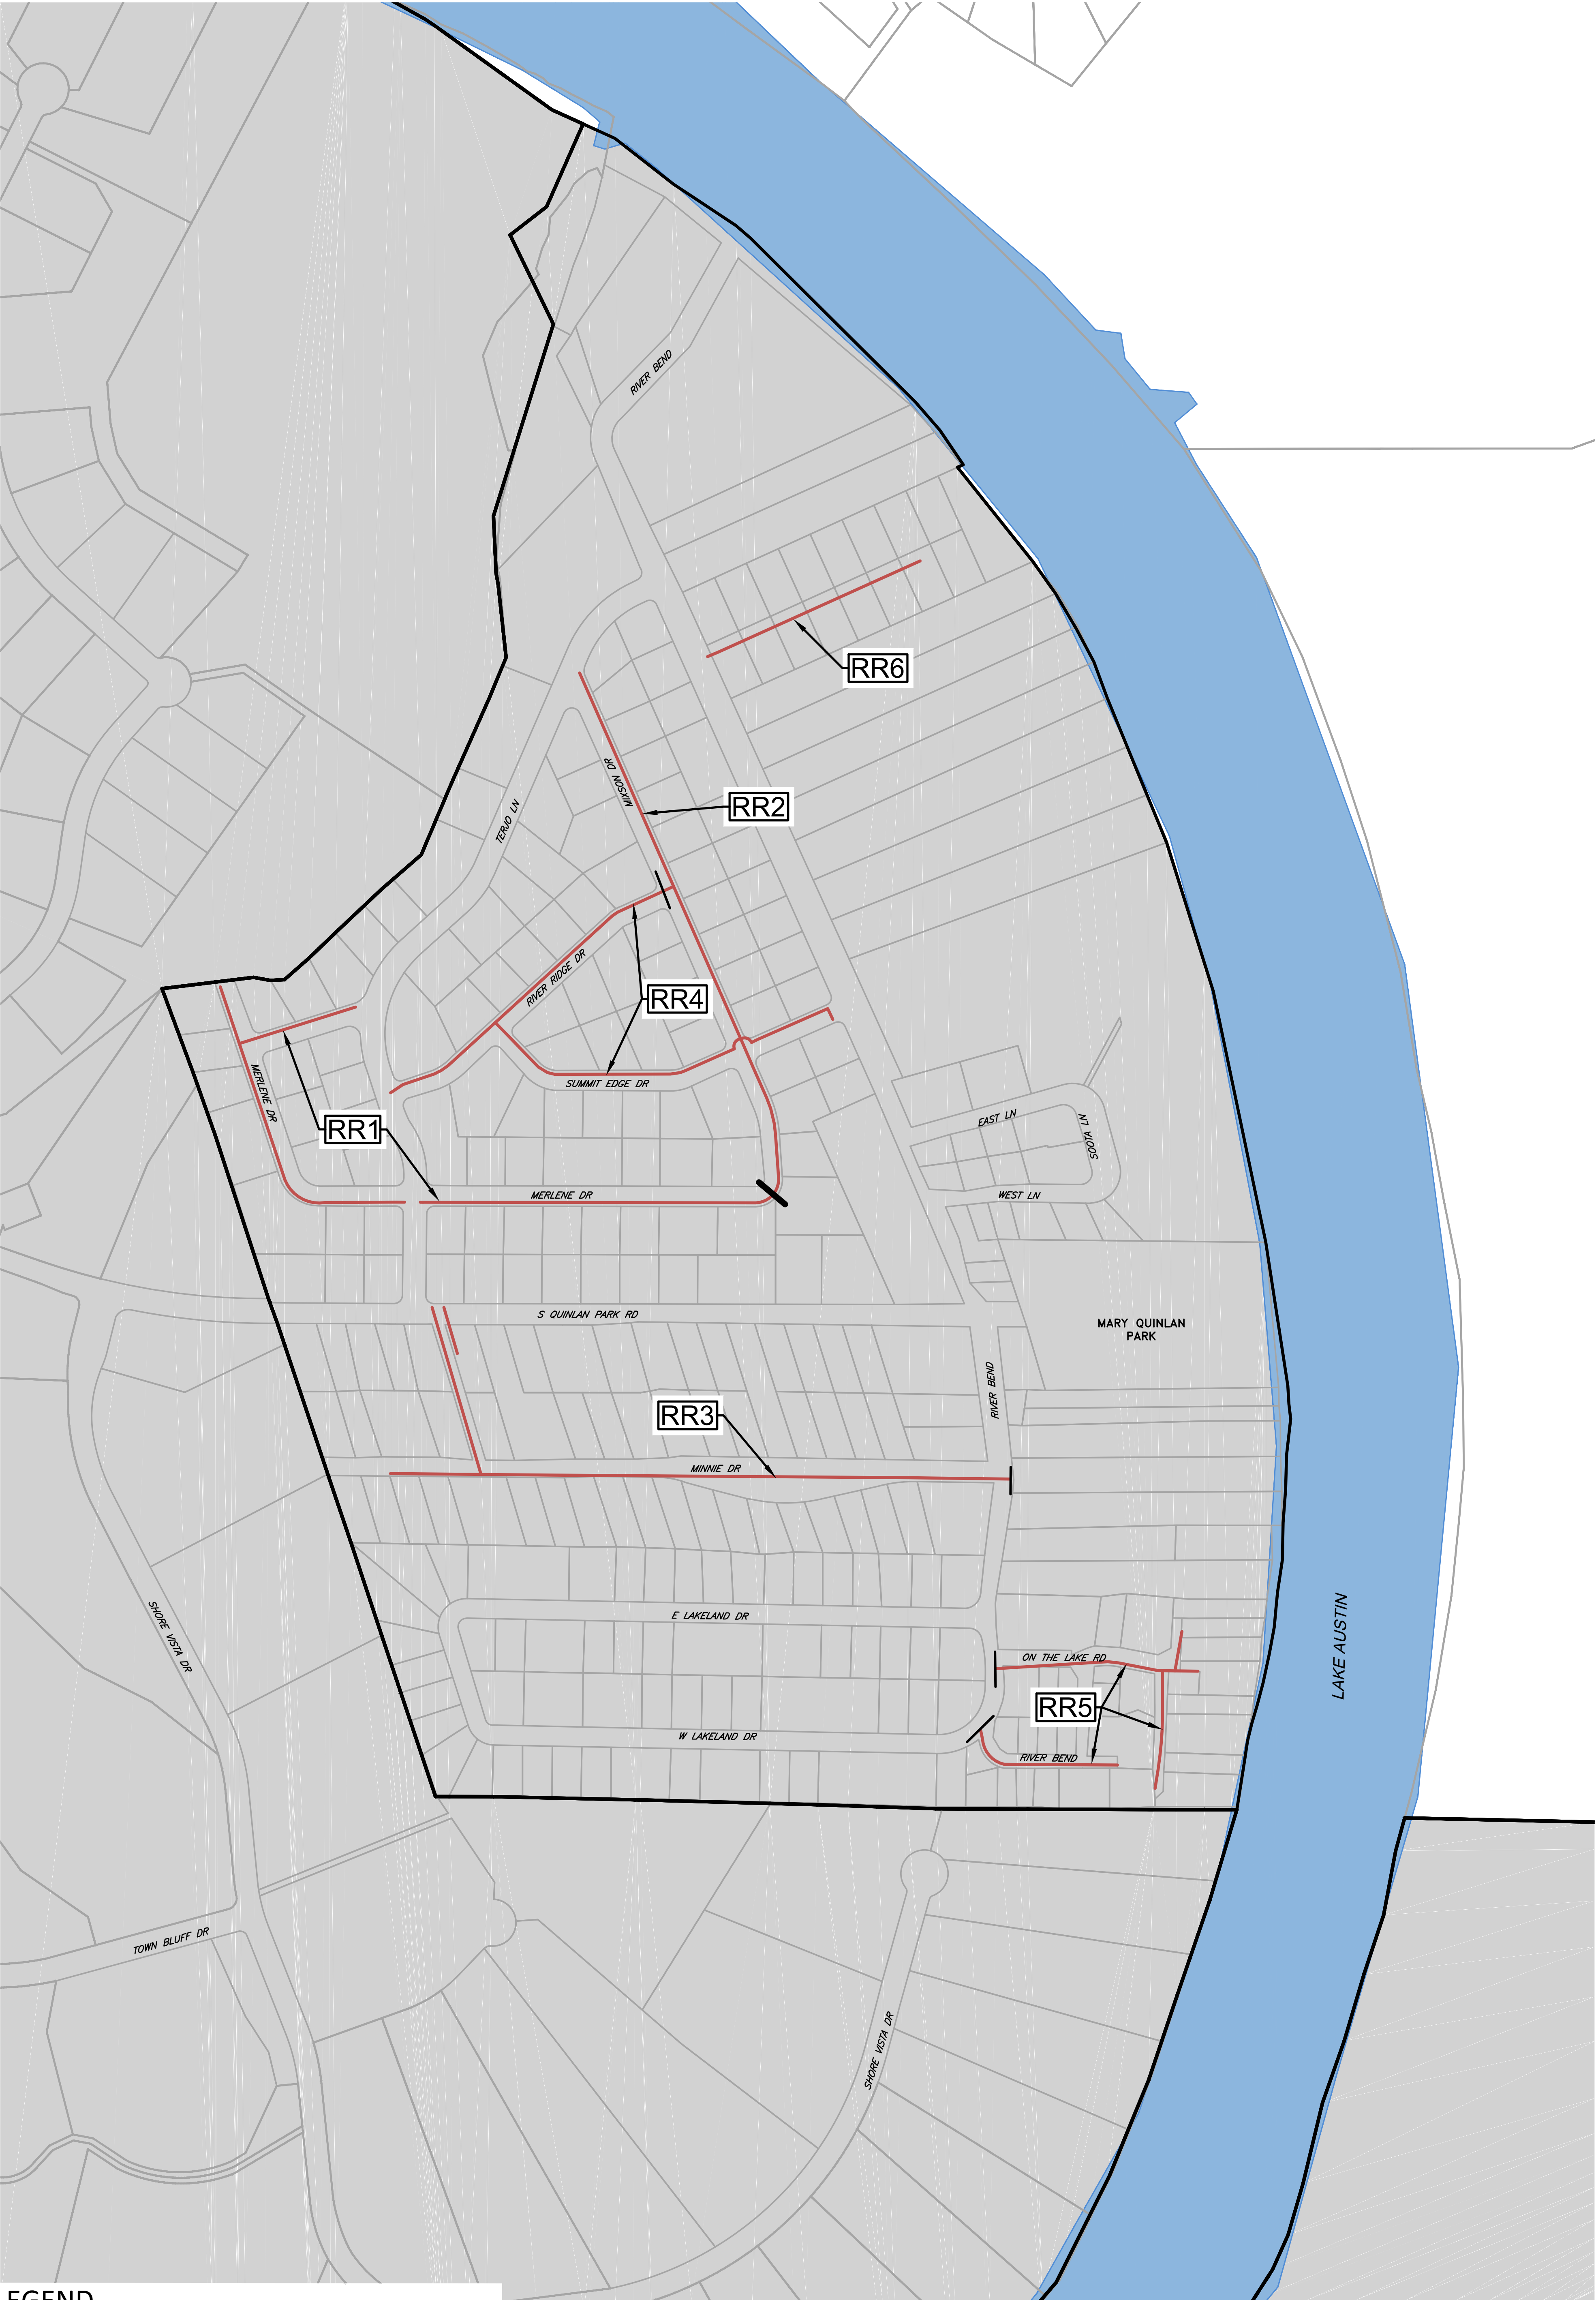 RIVER BEND
RR6
MIXSON DR
RR2
TERJO LN
RIVER RIDGE DR
RR4
SUMMIT EDGE DR
MERLENE DR
RR1
EAST LN
SOOTA LN
WEST LN
MERLENE DR
S QUINLAN PARK RD
MARY QUINLAN
PARK
RIVER BEND
RR3
MINNIE DR
E LAKELAND DR
LAKE AUSTIN
SHORE VISTA DR
ON THE LAKE RD
RR5
W LAKELAND DR
RIVER BEND
TOWN BLUFF DR
SHORE VISTA DR
EGEND